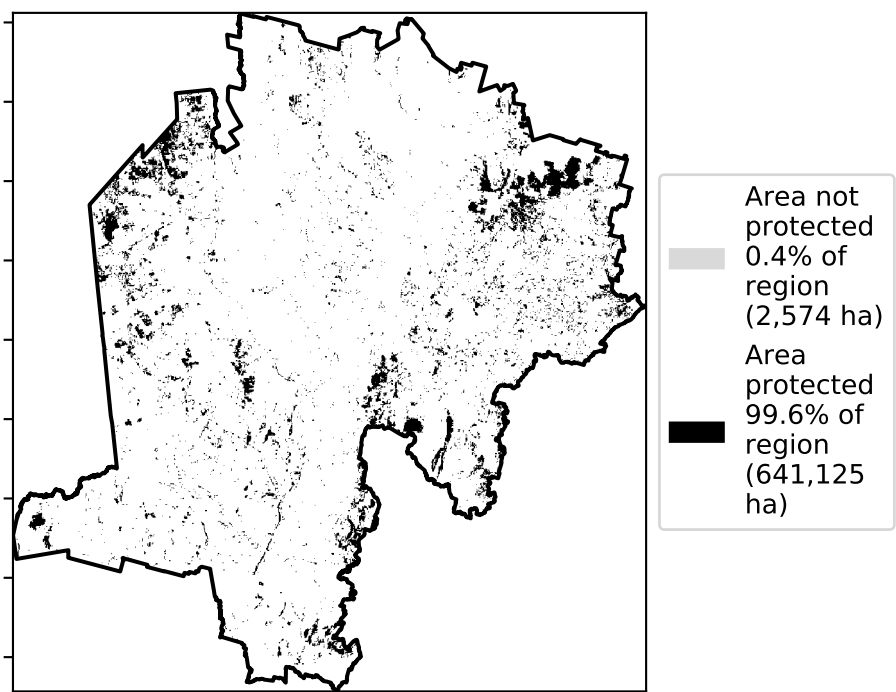 Area not
protected
0.4% of
region
(2,574 ha)
Area
protected
99.6% of
region
(641,125
ha)